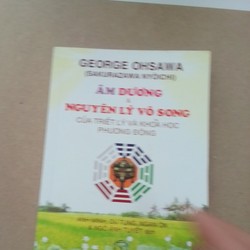 GEORGE OHSAWA
(SAKURAZAWA NYOICHI)
ÂM DƯƠNG
&
NGUYÊN LÝ VÔ SONG
CỦA TRIẾT LÝ VÀ KHOA HỌC
PHƯƠNG ĐÔNG